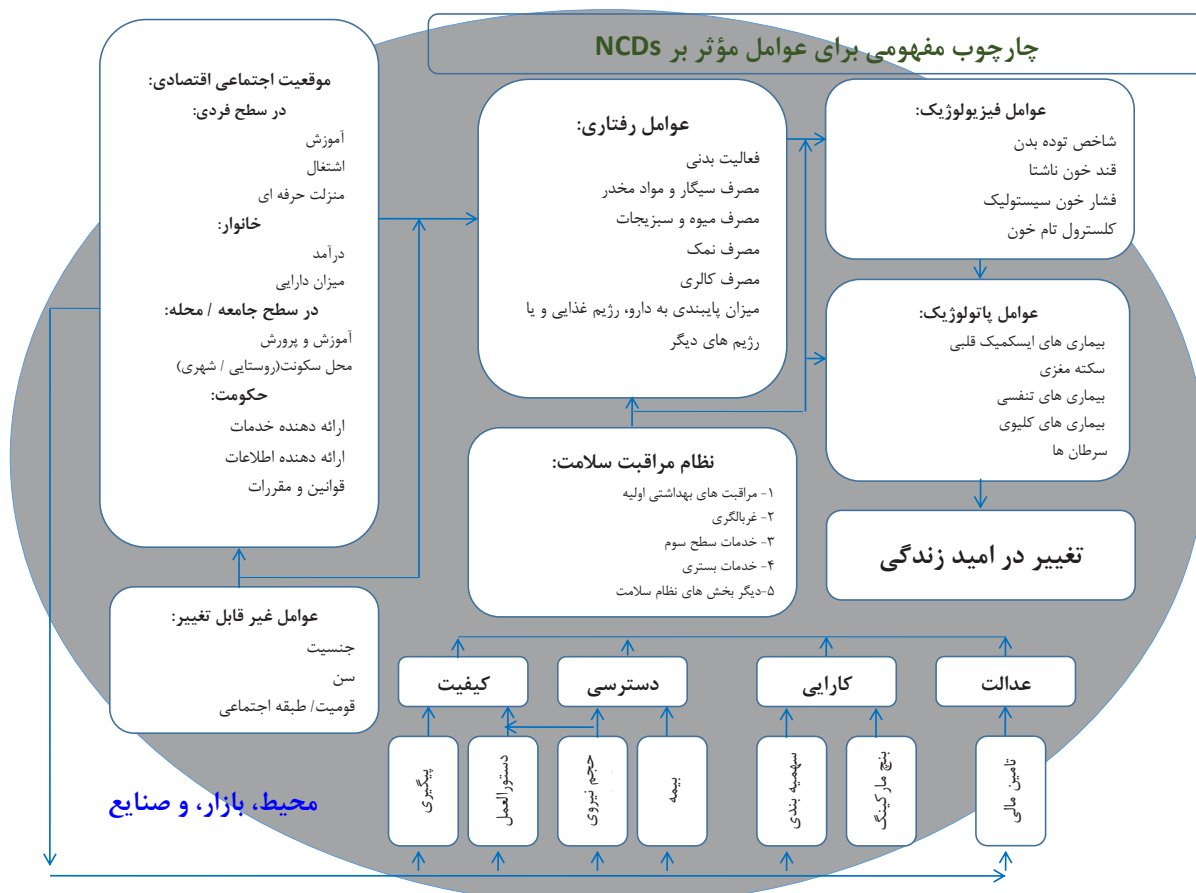 چارچوب مفهومی برای عوامل مؤثر بر NCDs
موقعیت اجتماعی اقتصادی:
در سطح فردی:
آموزش
اشتغال
منزلت حرفه ای
خانوار:
درآمد
میزان دارایی
در سطح جامعه / محله:
آموزش و پرورش
محل سکونت(روستایی / شهری)
حکومت:
ارائه دهنده خدمات
ارائه دهنده اطلاعات
قوانین و مقررات
عوامل غیر قابل تغییر:
جنسیت
سن
قومیت/ طبقه اجتماعی
عوامل رفتاری:
فعالیت بدنی
مصرف سیگار و مواد مخدر
مصرف میوه و سبزیجات
مصرف نمک
مصرف کالری
میزان پایبندی به دارو، رژیم غذایی و یا
رژیم های دیگر
عوامل فیزیولوژیک:
شاخص توده بدن
قند خون ناشتا
فشار خون سیستولیک
کلسترول تام خون
عوامل پاتولوژیک:
بیماری های ایسکمیک قلبی
سکته مغزی
بیماری های تنفسی
بیماری های کلیوی
سرطان ها
تغییر در امید زندگی
نظام مراقبت سلامت:
۱- مراقبت های بهداشتی اولیه
۲- غربالگری
۳- خدمات سطح سوم
۴- خدمات بستری
۵-دیگر بخش های نظام سلامت
عدالت
کارایی
دسترسی
کیفیت
تامین مالی
بنچ مارکینگ
سهمیه بندی
بیمه
حجم نیروی
دستورالعمل
پیگیری
محیط، بازار، و صنایع